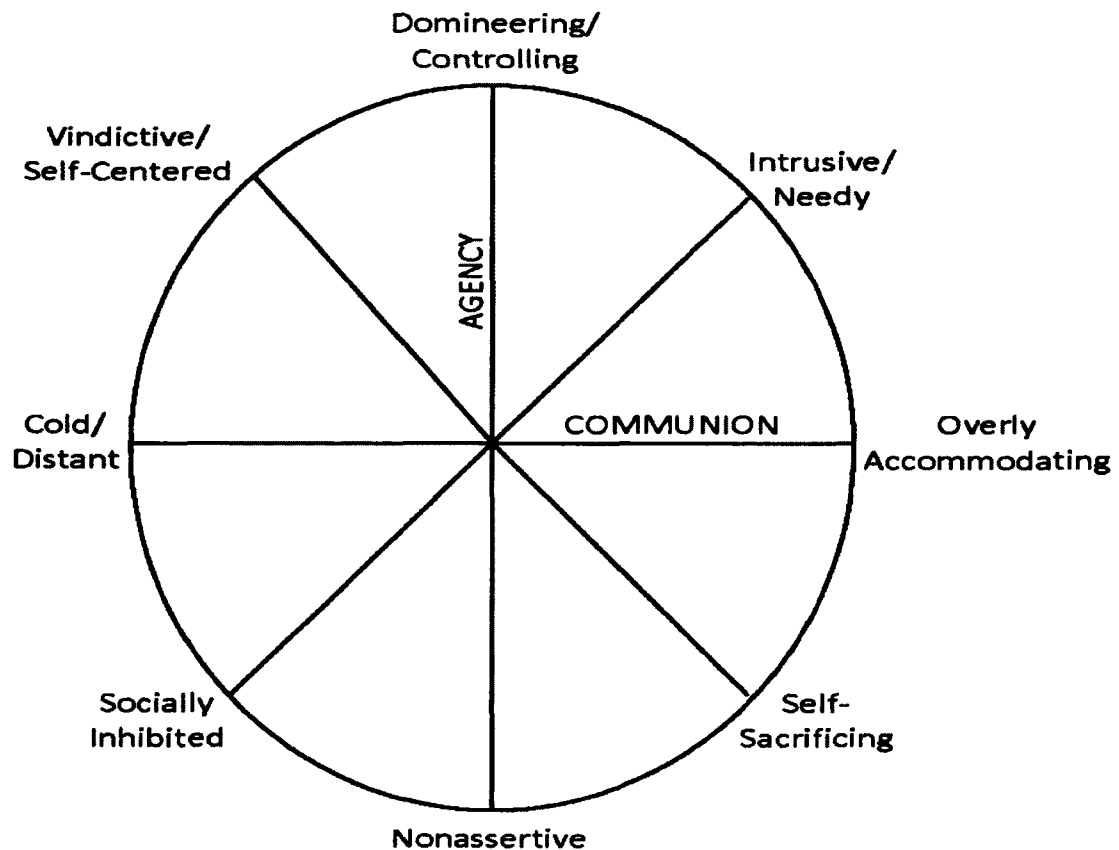 Domineering/
Controlling
Vindictive/
Self-Centered
Intrusive/
Needy
AGENCY
Cold/
Distant
COMMUNION
Overly
Accommodating
Socially
Inhibited
Self-
Sacrificing
Nonassertive